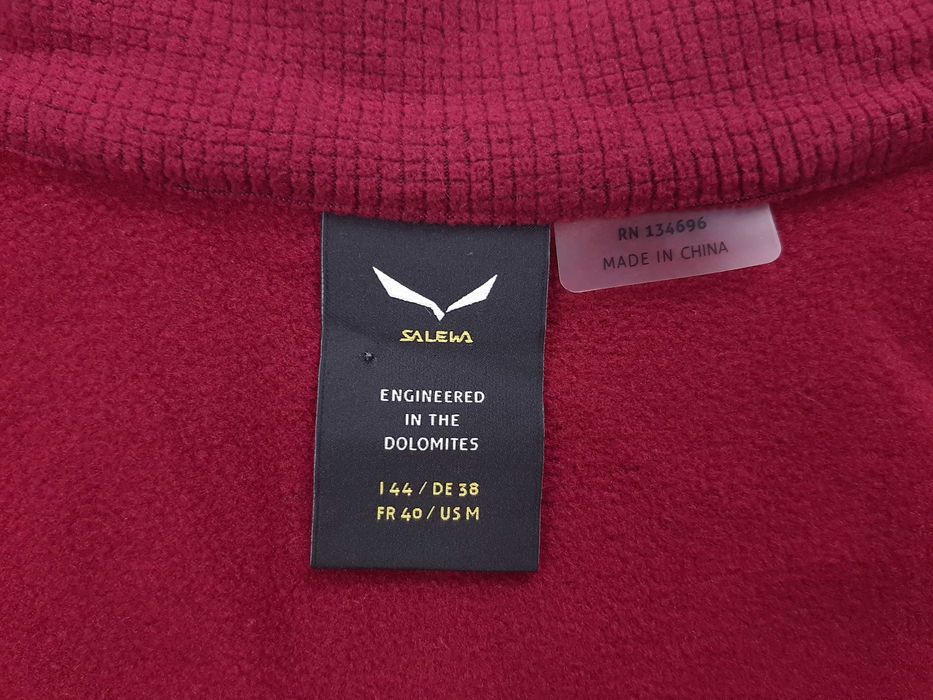 SALEWA
ENGINEERED
IN THE
DOLOMITES
I 44 / DE 38
FR 40 / US M
RN 134696
MADE IN CHINA